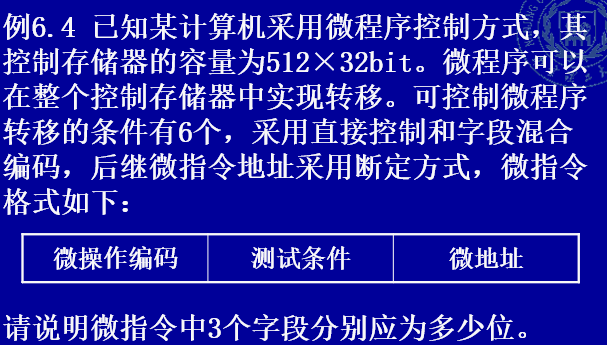 例6.4 已知某计算机采用微程序控制方式，其
控制存储器的容量为512×32bit。微程序可以
在整个控制存储器中实现转移。可控制微程序
转移的条件有6个，采用直接控制和字段混合
编码，后继微指令地址采用断定方式，微指令
格式如下：
微操作编码 测试条件 微地址
请说明微指令中3个字段分别应为多少位。